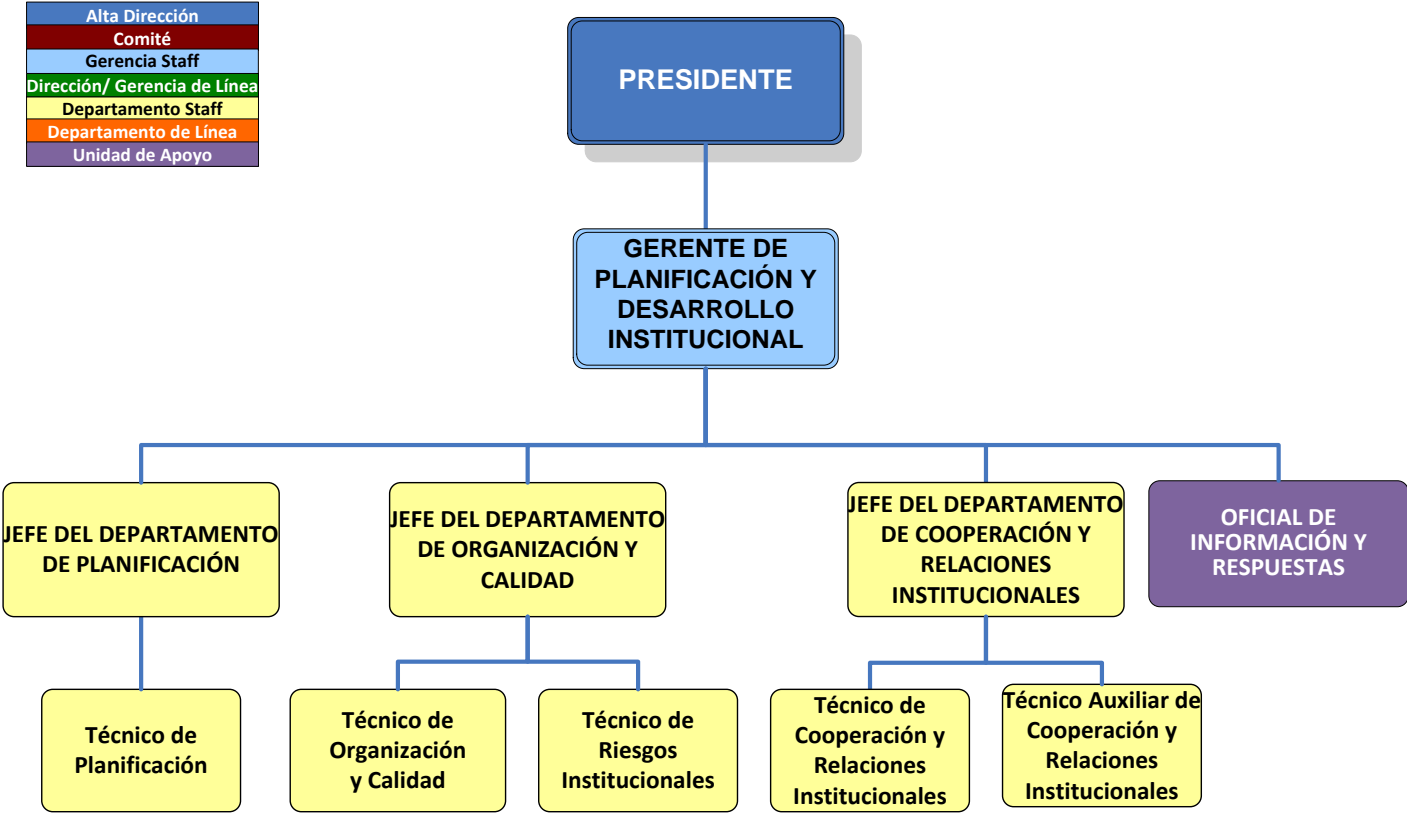 Alta Dirección
Comité
Gerencia Staff
Dirección/ Gerencia de Línea
Departamento Staff
Departamento de Línea
Unidad de Apoyo
PRESIDENTE
GERENTE DE
PLANIFICACIÓN Y
DESARROLLO
INSTITUCIONAL
JEFE DEL DEPARTAMENTO
DE PLANIFICACIÓN
JEFE DEL DEPARTAMENTO
DE ORGANIZACIÓN Y
CALIDAD
JEFE DEL DEPARTAMENTO
DE COOPERACIÓN Y
RELACIONES
INSTITUCIONALES
OFICIAL DE
INFORMACIÓN Y
RESPUESTAS
Técnico de
Planificación
Técnico de
Organización
y Calidad
Técnico de
Riesgos
Institucionales
Técnico de
Cooperación y
Relaciones
Institucionales
Técnico Auxiliar de
Cooperación y
Relaciones
Institucionales